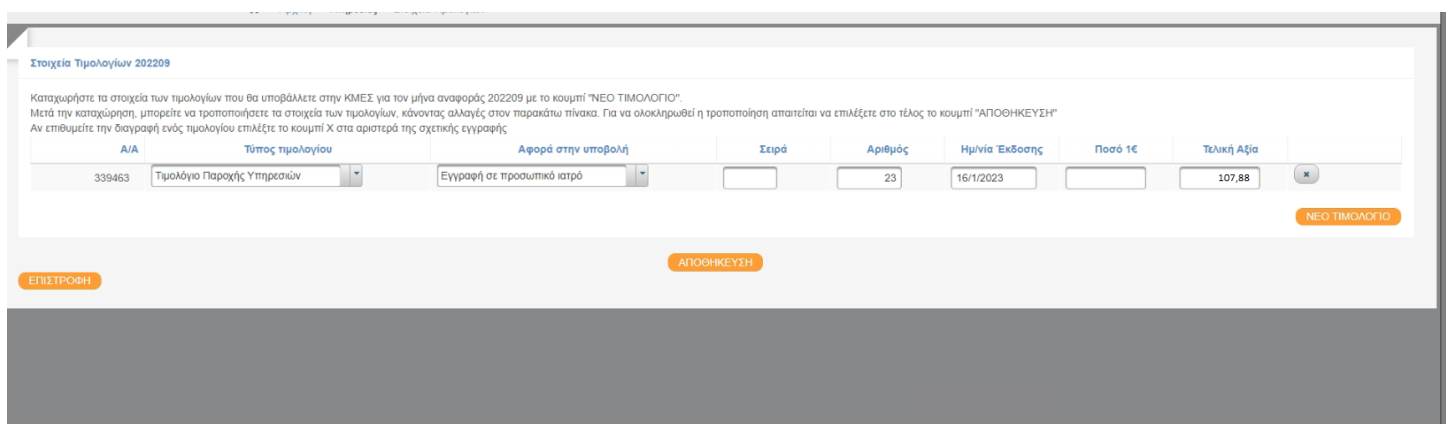 Στοιχεία Τιμολογίων 202209
Καταχωρήστε τα στοιχεία των τιμολογίων που θα υποβάλλετε στην ΚΜΕΣ για τον μήνα αναφοράς 202209 με το κουμπί "ΝΕΟ ΤΙΜΟΛΟΓΙΟ".
Μετά την καταχώρηση, μπορείτε να τροποποιήσετε τα στοιχεία των τιμολογίων, κάνοντας αλλαγές στον παρακάτω πίνακα. Για να ολοκληρωθεί η τροποποίηση απαιτείται να επιλέξετε στο τέλος το κουμπί "ΑΠΟΘΗΚΕΥΣΗ"
Αν επιθυμείτε την διαγραφή ενός τιμολογίου επιλέξτε το κουμπί Χ στα αριστερά της σχετικής εγγραφής
Α/Α Τύπος τιμολογίου Αφορά στην υποβολή Σειρά Αριθμός Ημ/νία Έκδοσης Ποσό 1€ Τελική Αξία
339463 Τιμολόγιο Παροχής Υπηρεσιών Εγγραφή σε προσωπικό ιατρό 23 16/1/2023 107,88 x
ΝΕΟ ΤΙΜΟΛΟΓΙΟ
ΑΠΟΘΗΚΕΥΣΗ
ΕΠΙΣΤΡΟΦΗ